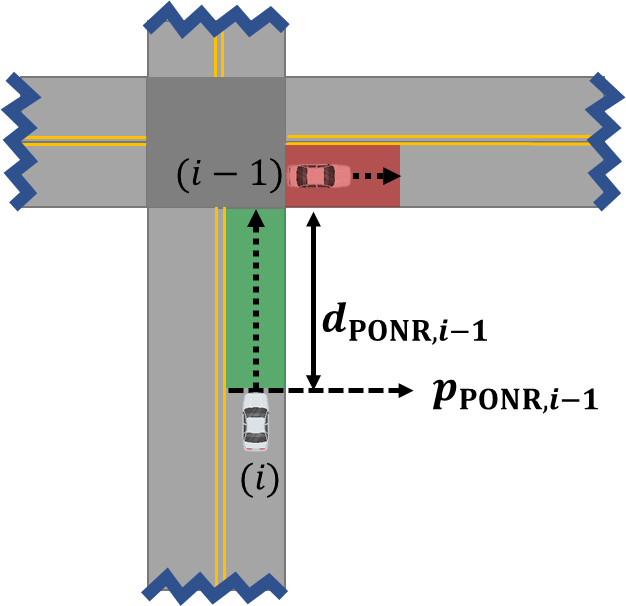 (i − 1)
d_PONR,i−1
p_PONR,i−1
(i)